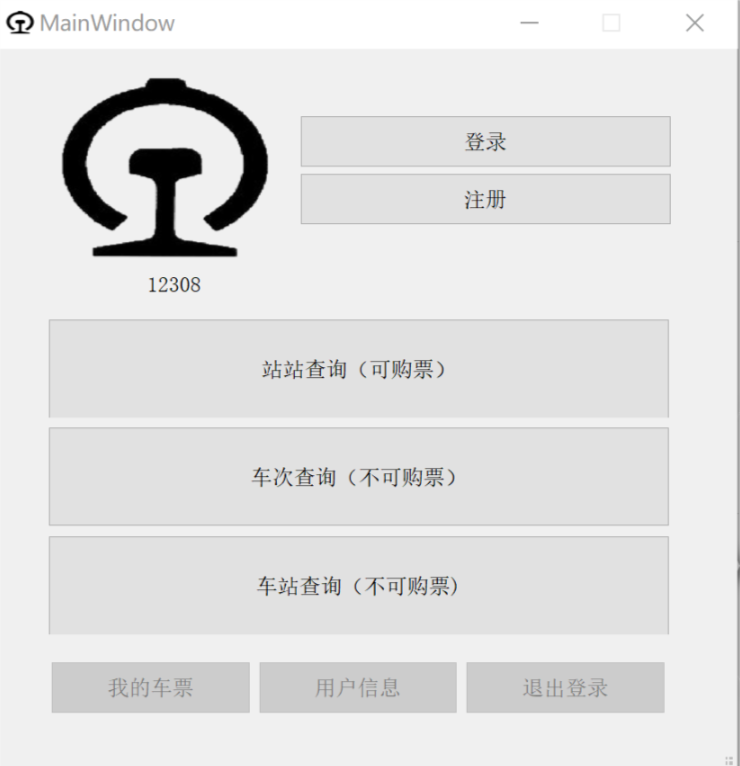 MainWindow
登录
注册
12308
站站查询（可购票）
车次查询（不可购票）
车站查询（不可购票)
我的车票 用户信息 退出登录